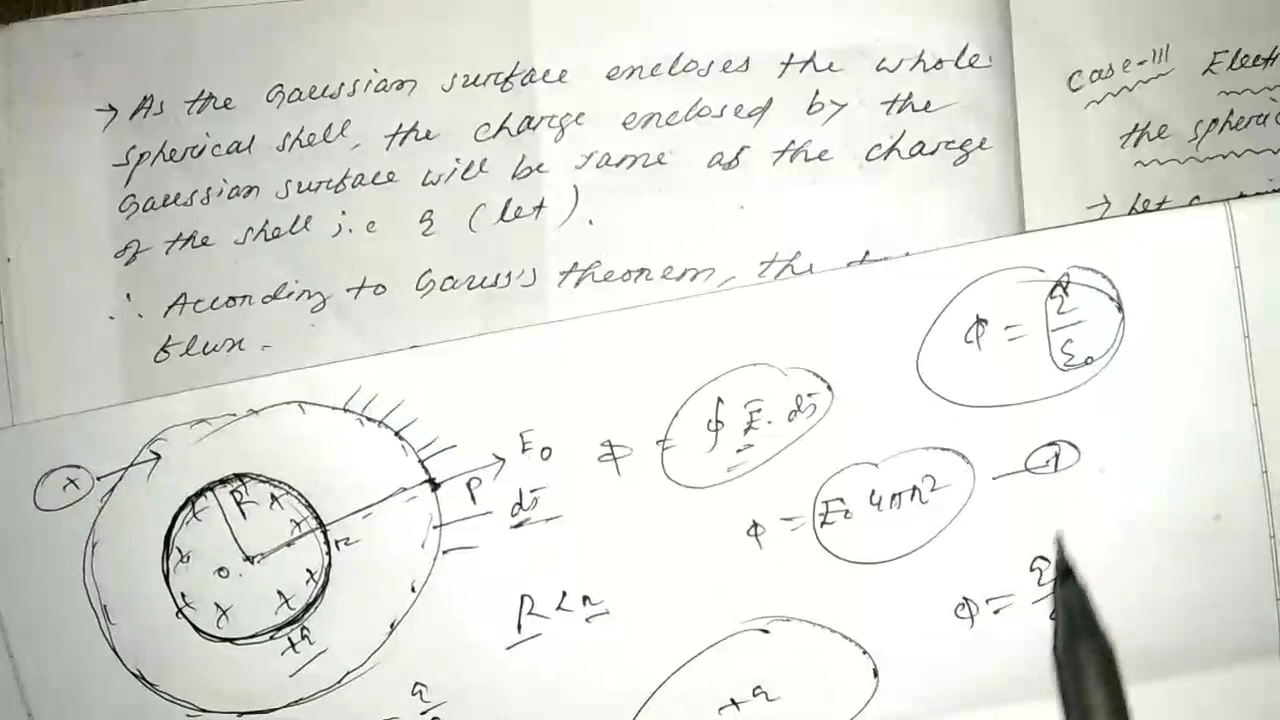 → As the Gaussian surface encloses the whole
spherical shell, the charge enclosed by the
Gaussian surface will be same as the charge
of the shell i.e q (let).
∴ According to Gauss's theorem, the
flux.
Case-III Elect
the spheric
→ Let a
Φ = q/ε₀
Φ = ∮ E. ds
Φ = E₀ 4πr² — 1
Φ = q
x
R
E₀
P
ds
r
O
x x x x x x x x
+q
R < r
+q
q